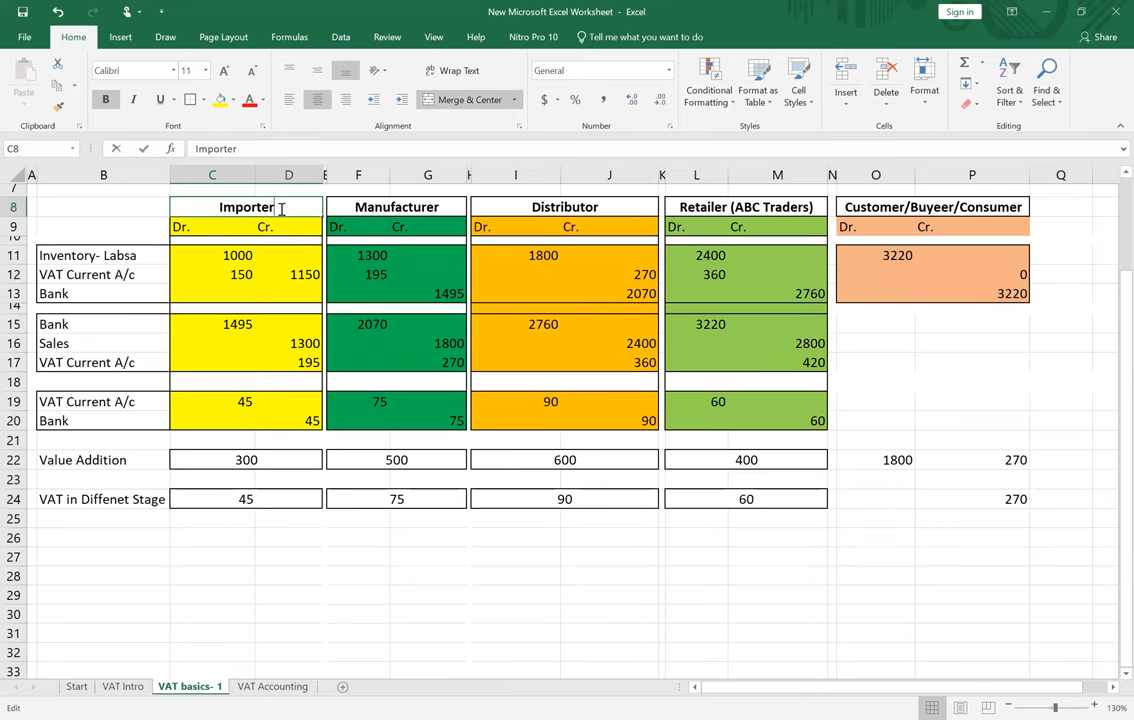 New Microsoft Excel Worksheet - Excel
Sign in
File Home Insert Draw Page Layout Formulas Data Review View Help Nitro Pro 10 Tell me what you want to do Share
Paste
Calibri 11
B I U A
Wrap Text
Merge & Center
General
$ % ,
Conditional Formatting
Format as Table
Cell Styles
Insert Delete Format
Sort & Filter
Find & Select
Clipboard Font Alignment Number Styles Cells Editing
C8 fx Importer
A B C D E F G H I J K L M N O P Q
7
8 Importer Manufacturer Distributor Retailer (ABC Traders) Customer/Buyeer/Consumer
9 Dr. Cr. Dr. Cr. Dr. Cr. Dr. Cr. Dr. Cr.
10
11 Inventory- Labsa 1000 1300 1800 2400 3220
12 VAT Current A/c 150 1150 195 270 360 0
13 Bank 1495 2070 2760 3220
14
15 Bank 1495 2070 2760 3220
16 Sales 1300 1800 2400 2800
17 VAT Current A/c 195 270 360 420
18
19 VAT Current A/c 45 75 90 60
20 Bank 45 75 90 60
21
22 Value Addition 300 500 600 400 1800 270
23
24 VAT in Diffenet Stage 45 75 90 60 270
25
26
27
28
29
30
31
32
33
Start VAT Intro VAT basics- 1 VAT Accounting
Edit 130%